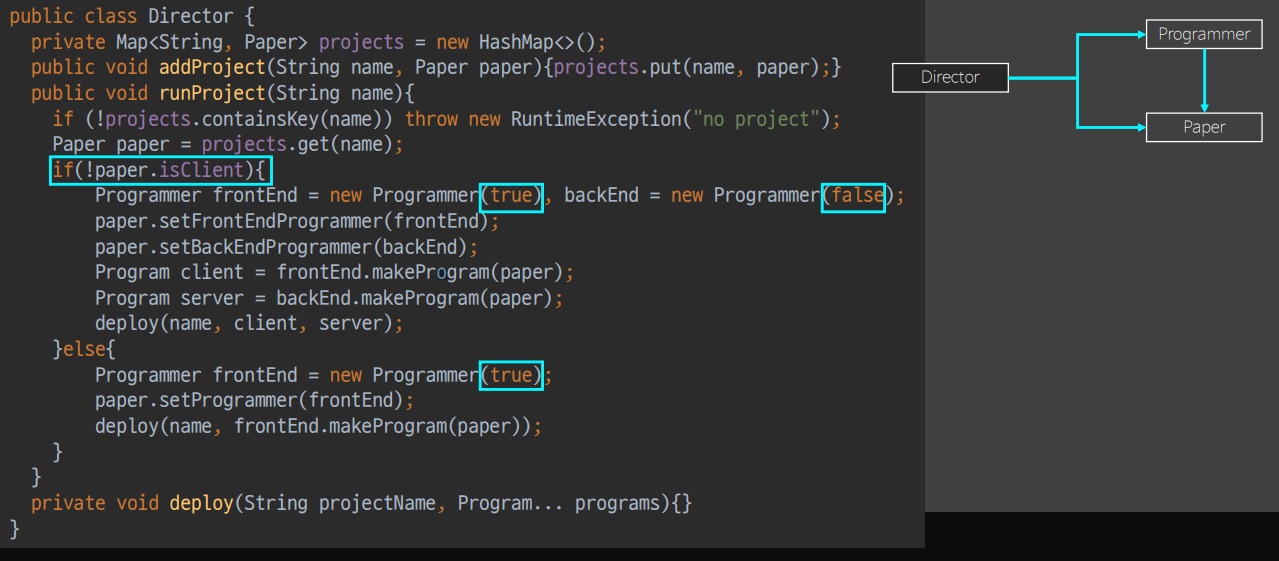 public class Director {
private Map<String, Paper> projects = new HashMap<>();
public void addProject(String name, Paper paper){projects.put(name, paper);}
public void runProject(String name){
if (!projects.containsKey(name)) throw new RuntimeException("no project");
Paper paper = projects.get(name);
if(!paper.isClient){
Programmer frontEnd = new Programmer(true), backEnd = new Programmer(false);
paper.setFrontEndProgrammer(frontEnd);
paper.setBackEndProgrammer(backEnd);
Program client = frontEnd.makeProgram(paper);
Program server = backEnd.makeProgram(paper);
deploy(name, client, server);
}else{
Programmer frontEnd = new Programmer(true);
paper.setProgrammer(frontEnd);
deploy(name, frontEnd.makeProgram(paper));
}
}
private void deploy(String projectName, Program... programs){}
}
Programmer
Director
Paper